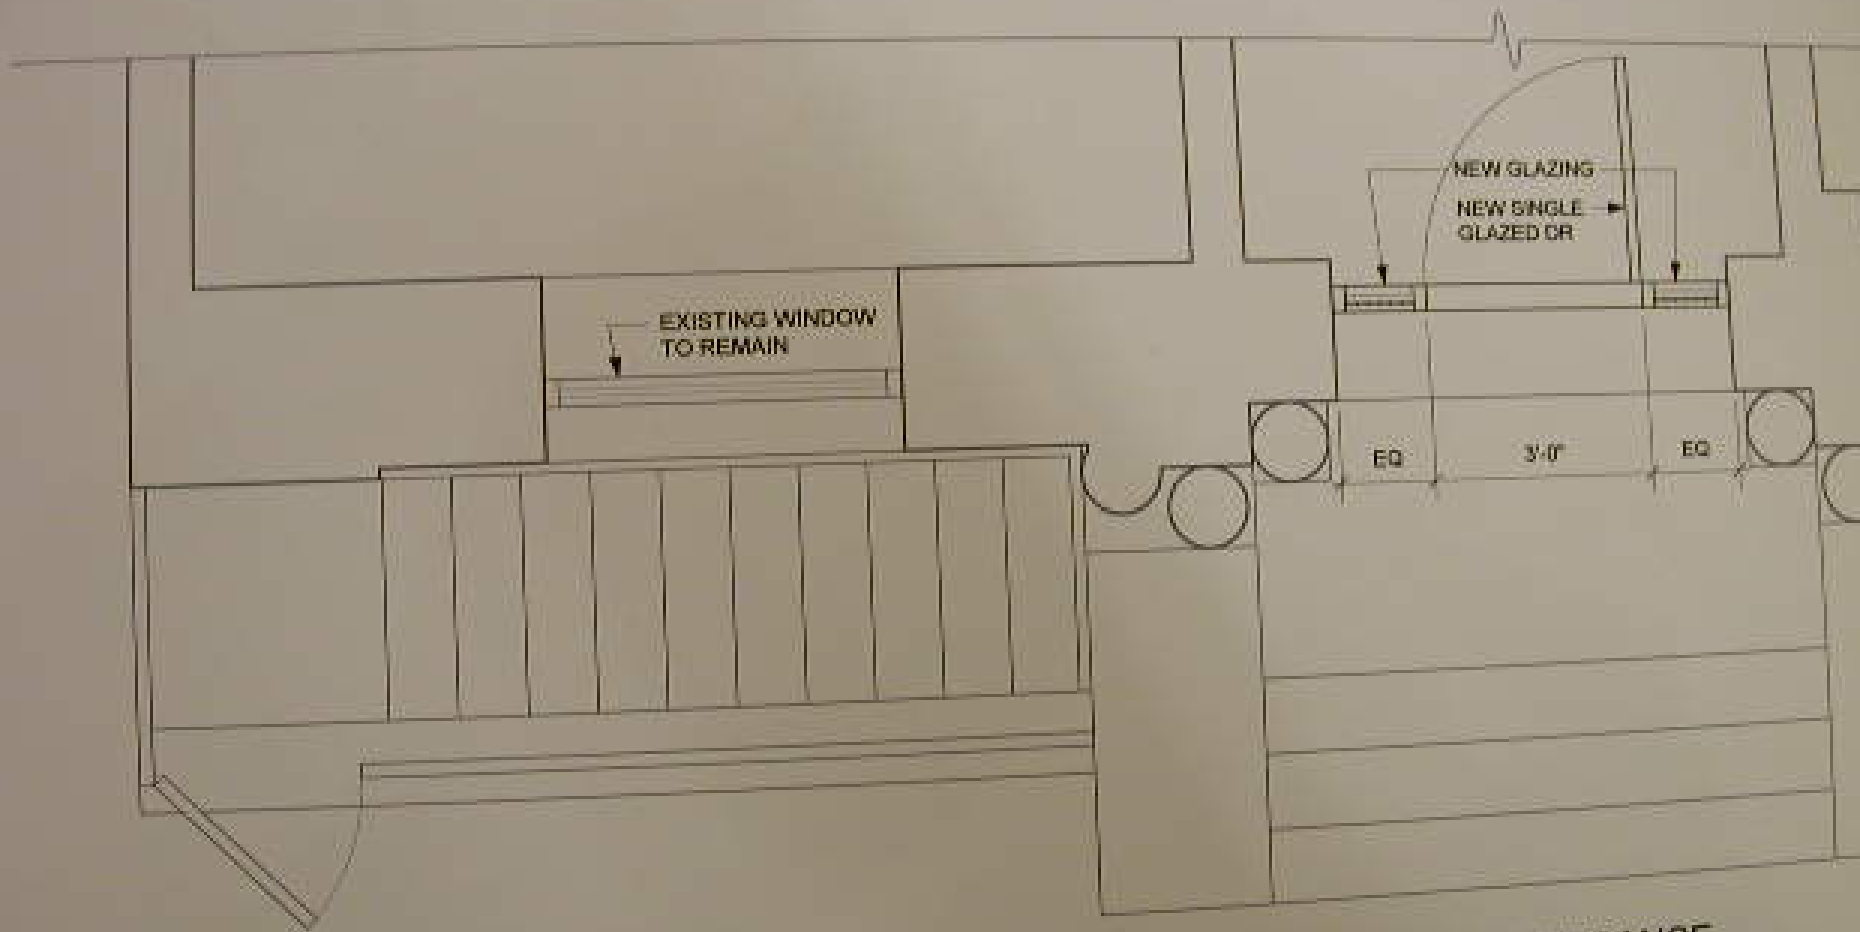 NEW GLAZING
NEW SINGLE
GLAZED DR
EXISTING WINDOW
TO REMAIN
EQ
3'-0"
EQ